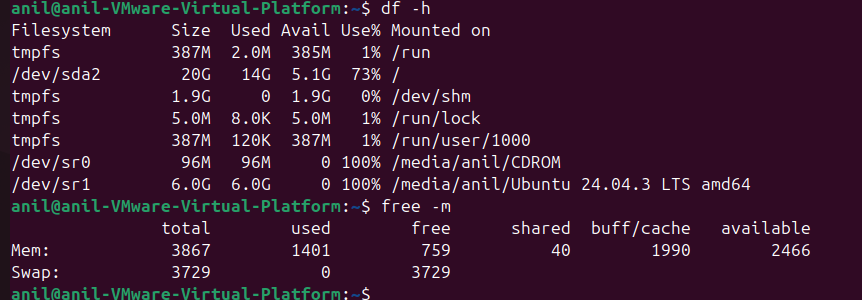 anil@anil-VMware-Virtual-Platform:~$ df -h
Filesystem      Size  Used Avail Use% Mounted on
tmpfs           387M  2.0M  385M   1% /run
/dev/sda2        20G   14G  5.1G  73% /
tmpfs           1.9G     0  1.9G   0% /dev/shm
tmpfs           5.0M  8.0K  5.0M   1% /run/lock
tmpfs           387M  120K  387M   1% /run/user/1000
/dev/sr0         96M   96M     0 100% /media/anil/CDROM
/dev/sr1        6.0G  6.0G     0 100% /media/anil/Ubuntu 24.04.3 LTS amd64
anil@anil-VMware-Virtual-Platform:~$ free -m
               total        used        free      shared  buff/cache   available
Mem:            3867        1401         759          40        1990        2466
Swap:           3729           0        3729
anil@anil-VMware-Virtual-Platform:~$